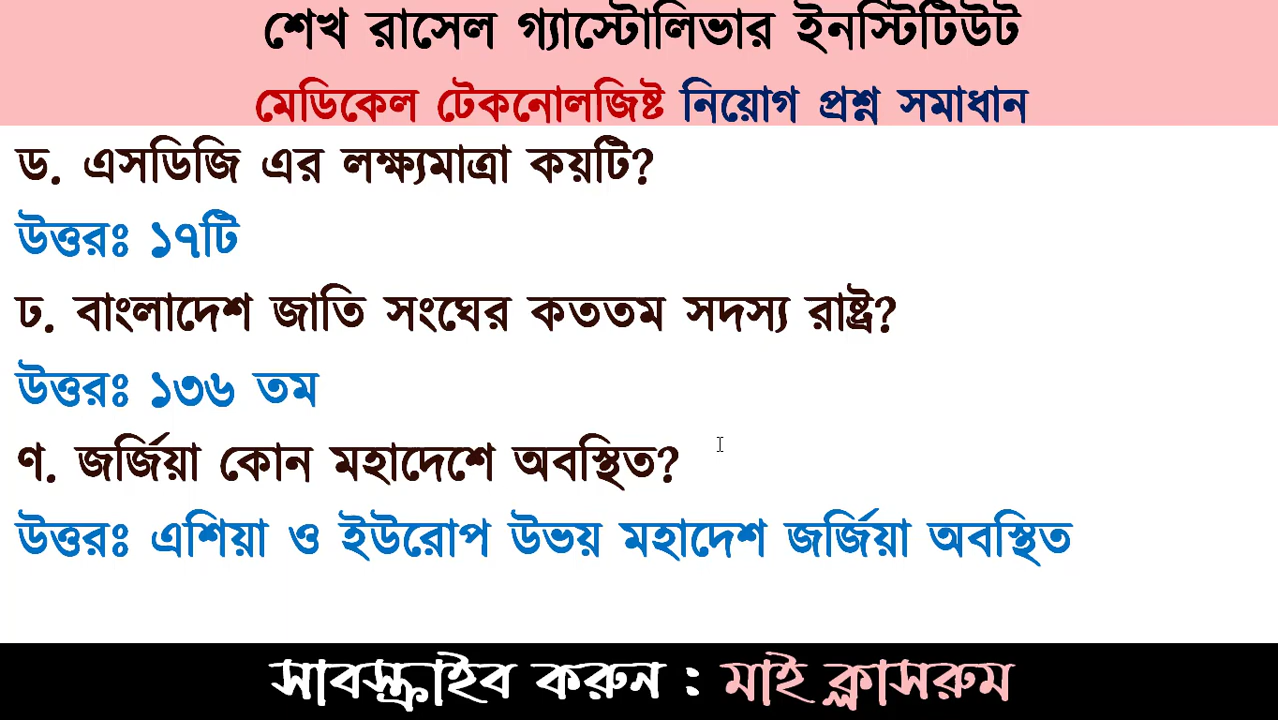 শেখ রাসেল গ্যাস্টোলিভার ইনস্টিটিউট
মেডিকেল টেকনোলজিষ্ট নিয়োগ প্রশ্ন সমাধান
ড. এসডিজি এর লক্ষ্যমাত্রা কয়টি?
উত্তরঃ ১৭টি
ঢ. বাংলাদেশ জাতি সংঘের কততম সদস্য রাষ্ট্র?
উত্তরঃ ১৩৬ তম
ণ. জর্জিয়া কোন মহাদেশে অবস্থিত?
উত্তরঃ এশিয়া ও ইউরোপ উভয় মহাদেশ জর্জিয়া অবস্থিত
সাবস্ক্রাইব করুন : মাই ক্লাসরুম